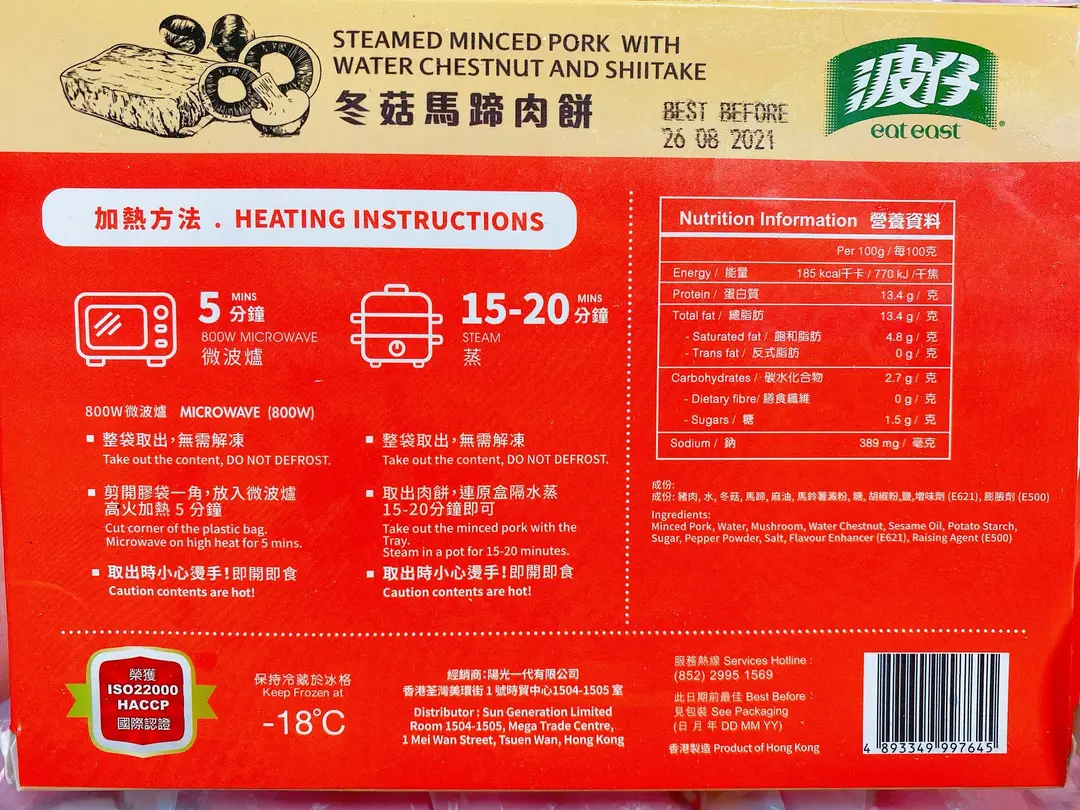 STEAMED MINCED PORK WITH
WATER CHESTNUT AND SHIITAKE
冬菇馬蹄肉餅
BEST BEFORE
26 08 2021
波仔
eat east
加熱方法 . HEATING INSTRUCTIONS
5 MINS 分鐘
800W MICROWAVE
微波爐
15-20 MINS 分鐘
STEAM
蒸
800W微波爐 MICROWAVE (800W)
■ 整袋取出,無需解凍
Take out the content, DO NOT DEFROST.
■ 剪開膠袋一角,放入微波爐
高火加熱 5 分鐘
Cut corner of the plastic bag.
Microwave on high heat for 5 mins.
■ 取出時小心燙手!即開即食
Caution contents are hot!
■ 整袋取出,無需解凍
Take out the content, DO NOT DEFROST.
■ 取出肉餅,連原盒隔水蒸
15-20分鐘即可
Take out the minced pork with the
Tray.
Steam in a pot for 15-20 minutes.
■ 取出時小心燙手!即開即食
Caution contents are hot!
Nutrition Information 營養資料
Per 100g / 每100克
Energy / 能量 185 kcal千卡 / 770 kJ /千焦
Protein / 蛋白質 13.4 g / 克
Total fat / 總脂肪 13.4 g / 克
- Saturated fat / 飽和脂肪 4.8 g / 克
- Trans fat / 反式脂肪 0 g / 克
Carbohydrates / 碳水化合物 2.7 g / 克
- Dietary fibre/ 膳食纖維 0 g / 克
- Sugars / 糖 1.5 g / 克
Sodium / 鈉 389 mg / 毫克
成份:
成份: 豬肉, 水, 冬菇, 馬蹄, 麻油, 馬鈴薯澱粉, 糖, 胡椒粉,鹽,增味劑 (E621), 膨脹劑 (E500)
Ingredients:
Minced Pork, Water, Mushroom, Water Chestnut, Sesame Oil, Potato Starch,
Sugar, Pepper Powder, Salt, Flavour Enhancer (E621), Raising Agent (E500)
榮獲
ISO22000
HACCP
國際認證
保持冷藏於冰格
Keep Frozen at
-18°C
經銷商:陽光一代有限公司
香港荃灣美環街 1 號時貿中心1504-1505 室
Distributor : Sun Generation Limited
Room 1504-1505, Mega Trade Centre,
1 Mei Wan Street, Tsuen Wan, Hong Kong
服務熱線 Services Hotline :
(852) 2995 1569
此日期前最佳 Best Before :
見包裝 See Packaging
(日 月 年 DD MM YY)
香港製造 Product of Hong Kong
4 893349 997645